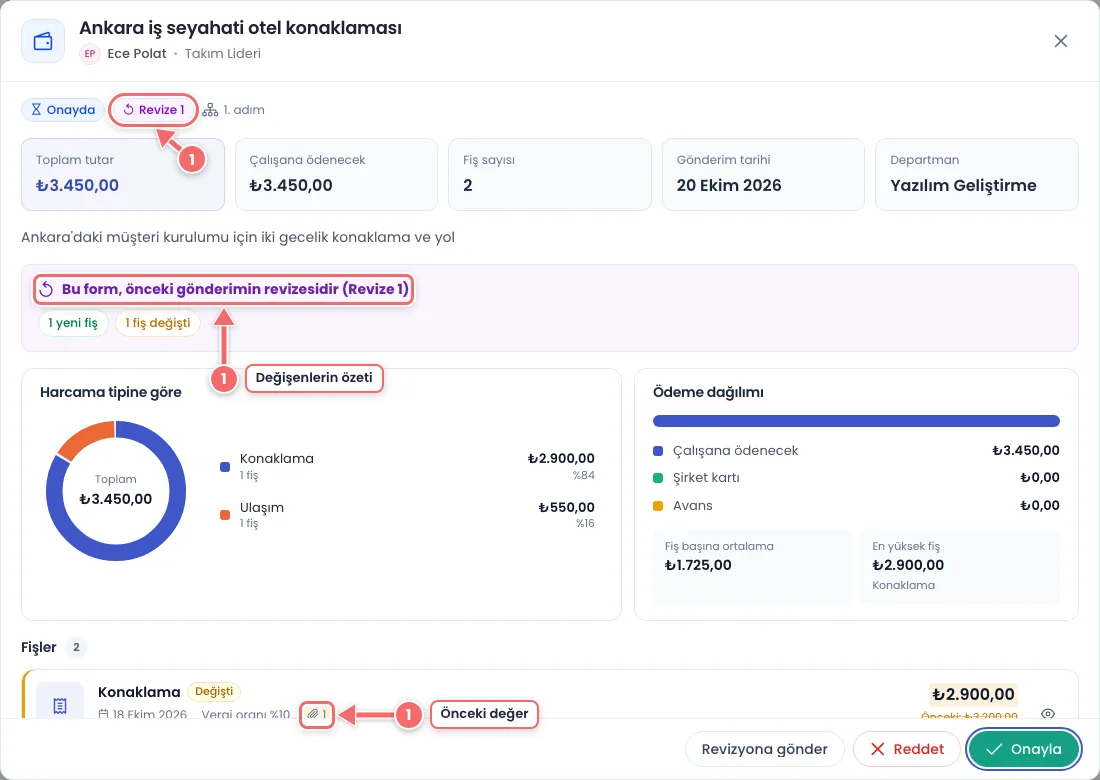 Ankara iş seyahati otel konaklaması
EP Ece Polat • Takım Lideri
Onayda Revize 1 1. adım
1
Toplam tutar
₺3.450,00
Çalışana ödenecek
₺3.450,00
Fiş sayısı
2
Gönderim tarihi
20 Ekim 2026
Departman
Yazılım Geliştirme
Ankara'daki müşteri kurulumu için iki gecelik konaklama ve yol
Bu form, önceki gönderimin revizesidir (Revize 1)
1 yeni fiş 1 fiş değişti
1 Değişenlerin özeti
Harcama tipine göre
Toplam
₺3.450,00
Konaklama ₺2.900,00
1 fiş %84
Ulaşım ₺550,00
1 fiş %16
Ödeme dağılımı
Çalışana ödenecek ₺3.450,00
Şirket kartı ₺0,00
Avans ₺0,00
Fiş başına ortalama
₺1.725,00
En yüksek fiş
₺2.900,00
Konaklama
Fişler 2
Konaklama Değişti ₺2.900,00
18 Ekim 2026 Vergi oranı %10 1 1 Önceki değer Önceki: ₺3.200,00
Revizyona gönder Reddet Onayla